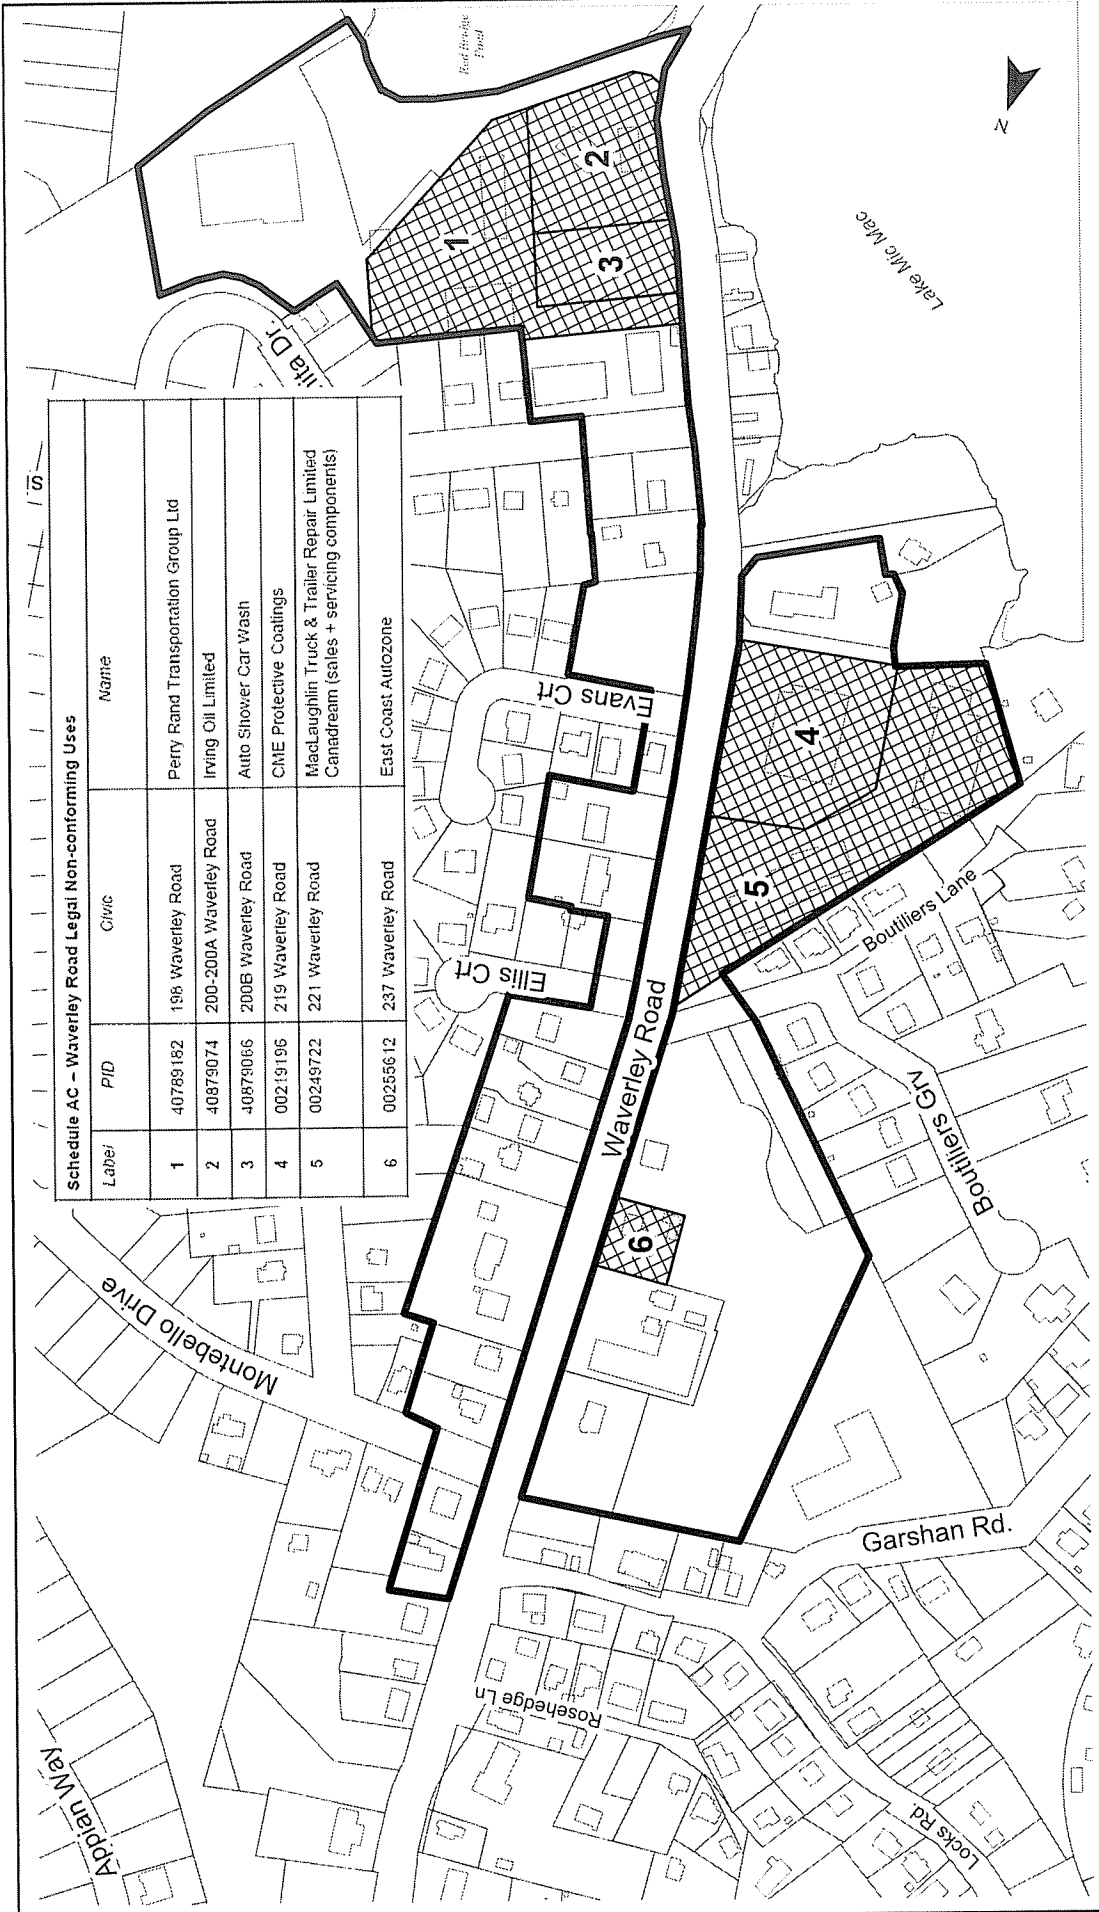 Schedule AC – Waverley Road Legal Non-conforming Uses
Label PID Civic Name
1 40789182 198 Waverley Road Perry Rand Transportation Group Ltd
2 40879074 200-200A Waverley Road Irving Oil Limited
3 40879066 200B Waverley Road Auto Shower Car Wash
4 00219196 219 Waverley Road CME Protective Coatings
5 00249722 221 Waverley Road MacLaughlin Truck & Trailer Repair Limited
Canadream (sales + servicing components)
6 00255612 237 Waverley Road East Coast Autozone
Appian Way
Montebello Drive
Ellis Crt
Evans Crt
nita Dr.
S
Red Bridge
Pond
1
2
3
4
5
6
Waverley Road
Lake Mic Mac
N
Boutiliers Lane
Boutiliers Grv
Garshan Rd.
Rosehedge Ln
Locks Rd.